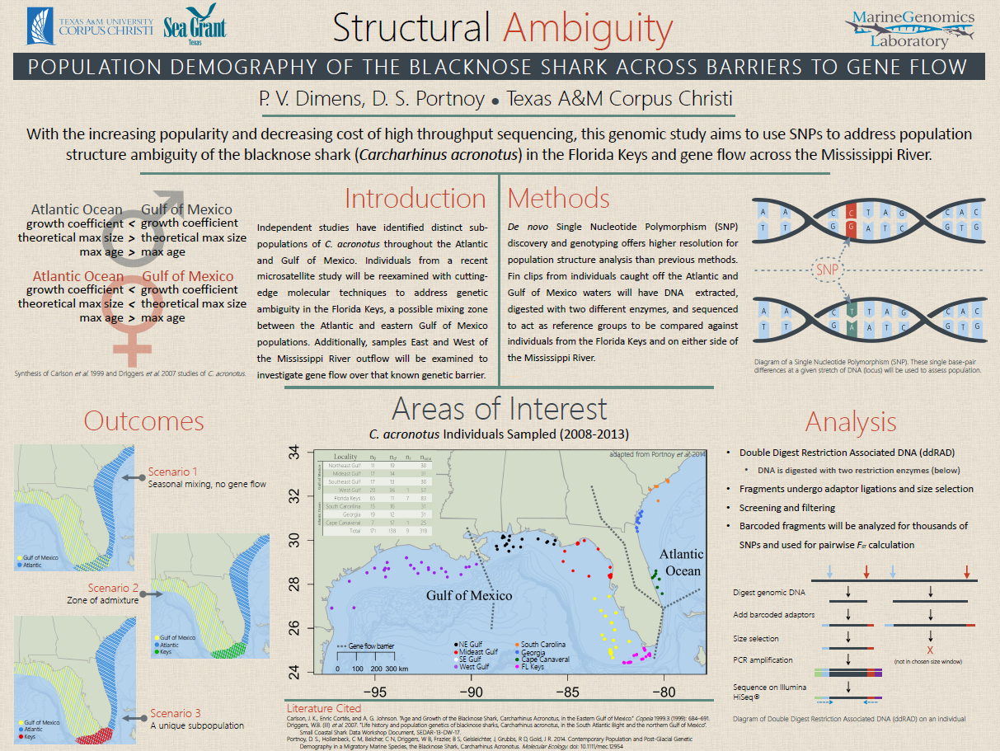 TEXAS A&M UNIVERSITY
CORPUS CHRISTI
Sea Grant
Texas
Structural Ambiguity
MarineGenomics
Laboratory
POPULATION DEMOGRAPHY OF THE BLACKNOSE SHARK ACROSS BARRIERS TO GENE FLOW
P. V. Dimens, D. S. Portnoy • Texas A&M Corpus Christi
With the increasing popularity and decreasing cost of high throughput sequencing, this genomic study aims to use SNPs to address population
structure ambiguity of the blacknose shark (Carcharhinus acronotus) in the Florida Keys and gene flow across the Mississippi River.
Atlantic Ocean Gulf of Mexico
growth coefficient < growth coefficient
theoretical max size > theoretical max size
max age > max age
Atlantic Ocean Gulf of Mexico
growth coefficient < growth coefficient
theoretical max size < theoretical max size
max age > max age
Synthesis of Carlson et al. 1999 and Driggers et al. 2007 studies of C. acronotus.
Introduction
Independent studies have identified distinct sub-
populations of C. acronotus throughout the Atlantic
and Gulf of Mexico. Individuals from a recent
microsatellite study will be reexamined with cutting-
edge molecular techniques to address genetic
ambiguity in the Florida Keys, a possible mixing zone
between the Atlantic and eastern Gulf of Mexico
populations. Additionally, samples East and West of
the Mississippi River outflow will be examined to
investigate gene flow over that known genetic barrier.
Methods
De novo Single Nucleotide Polymorphism (SNP)
discovery and genotyping offers higher resolution for
population structure analysis than previous methods.
Fin clips from individuals caught off the Atlantic and
Gulf of Mexico waters will have DNA extracted,
digested with two different enzymes, and sequenced
to act as reference groups to be compared against
individuals from the Florida Keys and on either side of
the Mississippi River.
A A C C T A G C A C
T T G G A T C G T G
SNP
A A C T T A G C A C
T T G A A T C G T G
Diagram of a Single Nucleotide Polymorphism (SNP). These single base-pair
differences at a given stretch of DNA (locus) will be used to assess population.
Outcomes
Scenario 1
Seasonal mixing, no gene flow
Gulf of Mexico
Atlantic
Scenario 2
Zone of admixture
Gulf of Mexico
Atlantic
Keys
Scenario 3
A unique subpopulation
Gulf of Mexico
Atlantic
Keys
Areas of Interest
C. acronotus Individuals Sampled (2008-2013)
adapted from Portnoy et al. 2014
34
32
30
28
26
24
Locality n♀ n♂ n? ntotal
Gulf of Mexico
Northeast Gulf 11 19 30
Mideast Gulf 17 14 31
Southeast Gulf 17 13 30
West Gulf 20 36 1 57
Florida Keys 65 11 7 83
Atlantic Ocean
South Carolina 15 16 31
Georgia 19 12 31
Cape Canaveral 7 17 1 25
Total 171 138 9 318
Atlantic
Ocean
Gulf of Mexico
Gene flow barrier
0 100 200 300 km
NE Gulf
Mideast Gulf
SE Gulf
West Gulf
South Carolina
Georgia
Cape Canaveral
FL Keys
−95 −90 −85 −80
Literature Cited
Carlson, J. K., Enric Cortés, and A. G. Johnson. "Age and Growth of the Blacknose Shark, Carcharhinus acronotus, in the Eastern Gulf of Mexico." Copeia 1999.3 (1999): 684–691.
Driggers, W.B. (III) et al. 2007. "Life history and population genetics of blacknose sharks, Carcharhinus acronotus, in the South Atlantic Bight and the northern Gulf of Mexico".
Small Coastal Shark Data Workshop Document, SEDAR-13-DW-17.
Portnoy, D. S., Hollenbeck, C M, Belcher, C N, Driggers, W B, Frazier, B S, Gelsleichter, J, Grubbs, R D, Gold, J R. 2014. Contemporary Population and Post-Glacial Genetic
Demography in a Migratory Marine Species, the Blacknose Shark, Carcharhinus Acronotus. Molecular Ecology. doi: 10.1111/mec.12954
Analysis
• Double Digest Restriction Associated DNA (ddRAD)
• DNA is digested with two restriction enzymes (below)
• Fragments undergo adaptor ligations and size selection
• Screening and filtering
• Barcoded fragments will be analyzed for thousands of
SNPs and used for pairwise Fst calculation
Digest genomic DNA
Add barcoded adaptors
Size selection
X
PCR amplification
(not in chosen size window)
Sequence on Illumina
HiSeq®
Diagram of Double Digest Restriction Associated DNA (ddRAD) on an individual